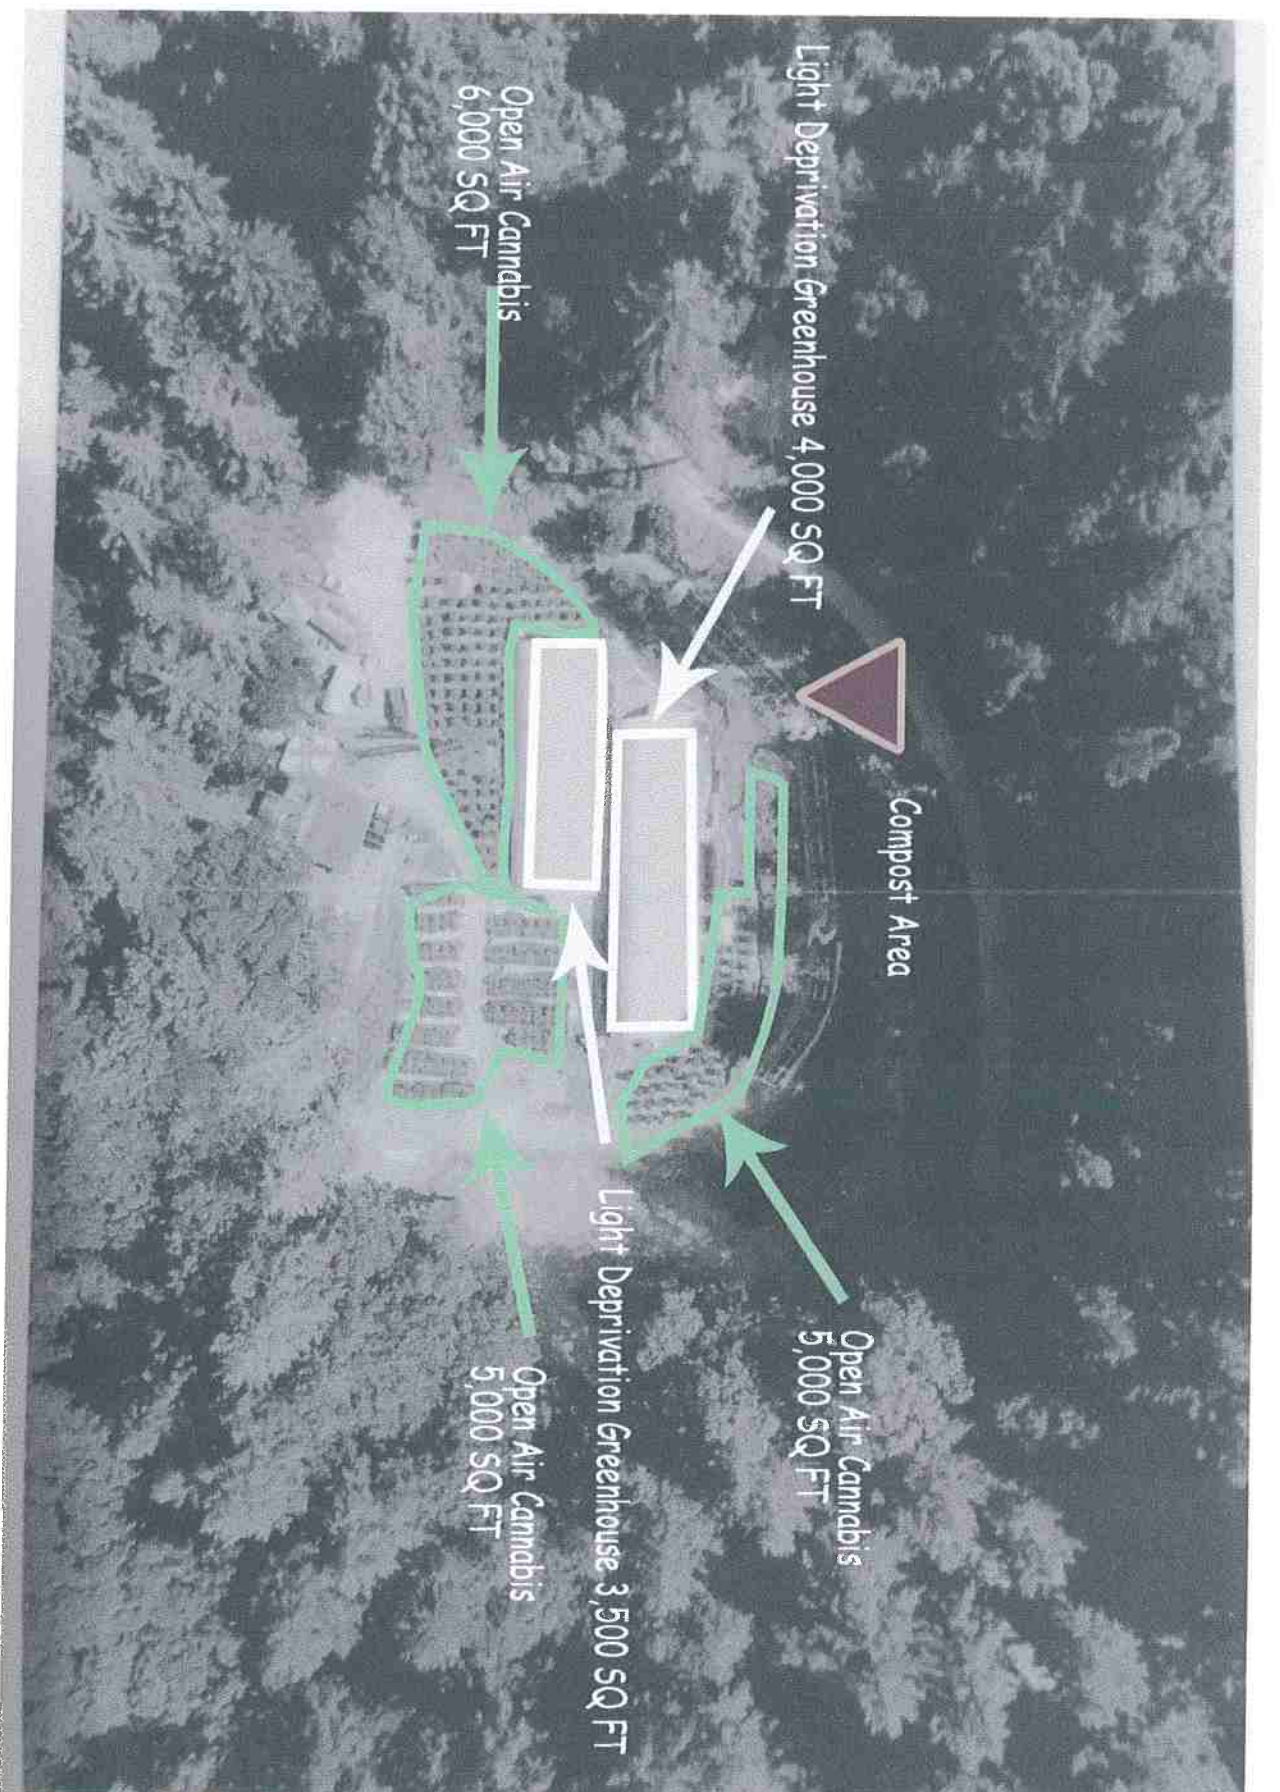 Compost Area
Light Deprivation Greenhouse 4,000 SQ FT
Open Air Cannabis
5,000 SQ FT
Light Deprivation Greenhouse 3,500 SQ FT
Open Air Cannabis
6,000 SQ FT
Open Air Cannabis
5,000 SQ FT